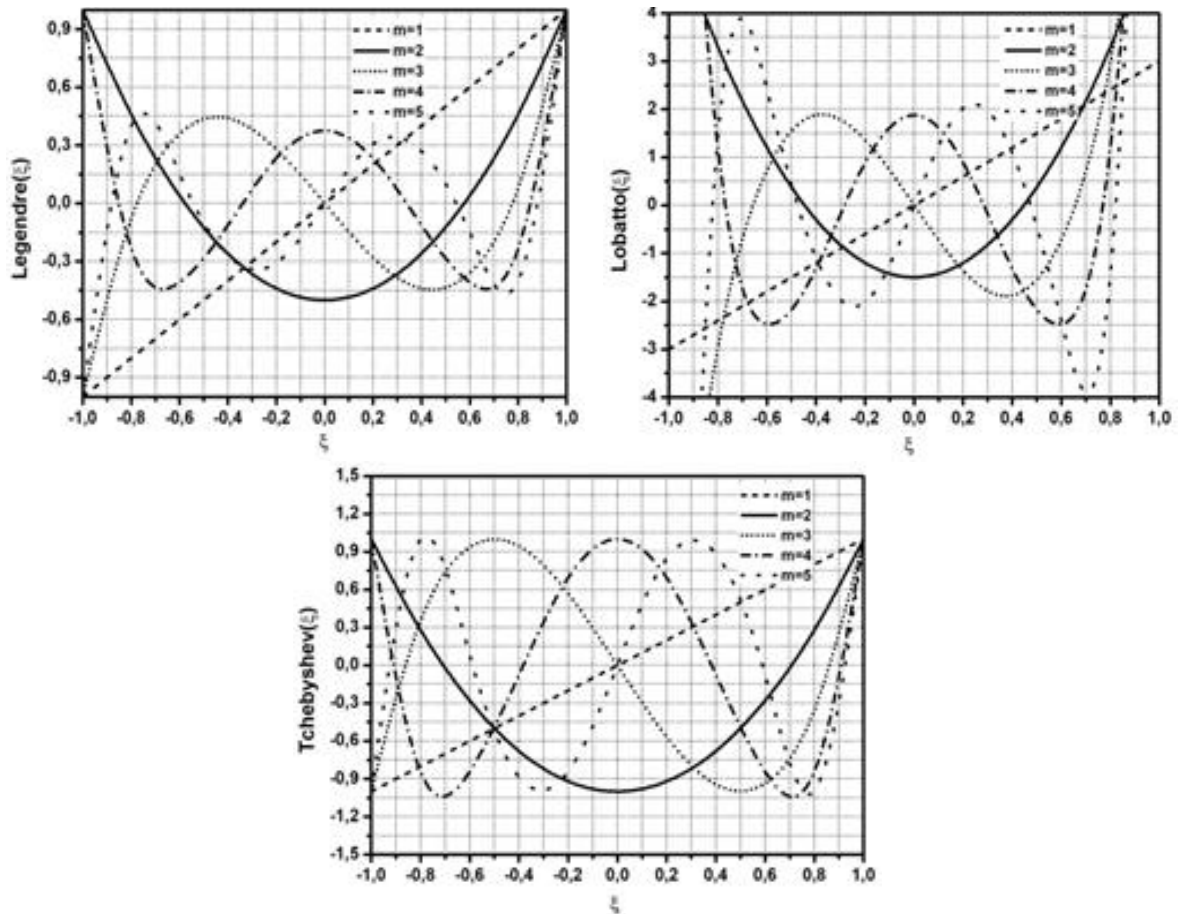 0,9
0,6
0,3
0,0
-0,3
-0,6
-0,9
Legendre(ξ)
m=1
m=2
m=3
m=4
m=5
-1,0 -0,8 -0,6 -0,4 -0,2 0,0 0,2 0,4 0,6 0,8 1,0
ξ
4
3
2
1
0
-1
-2
-3
-4
Lobatto(ξ)
m=1
m=2
m=3
m=4
m=5
-1,0 -0,8 -0,6 -0,4 -0,2 0,0 0,2 0,4 0,6 0,8 1,0
ξ
1,5
1,2
0,9
0,6
0,3
0,0
-0,3
-0,6
-0,9
-1,2
-1,5
Tchebyshev(ξ)
m=1
m=2
m=3
m=4
m=5
-1,0 -0,8 -0,6 -0,4 -0,2 0,0 0,2 0,4 0,6 0,8 1,0
ξ